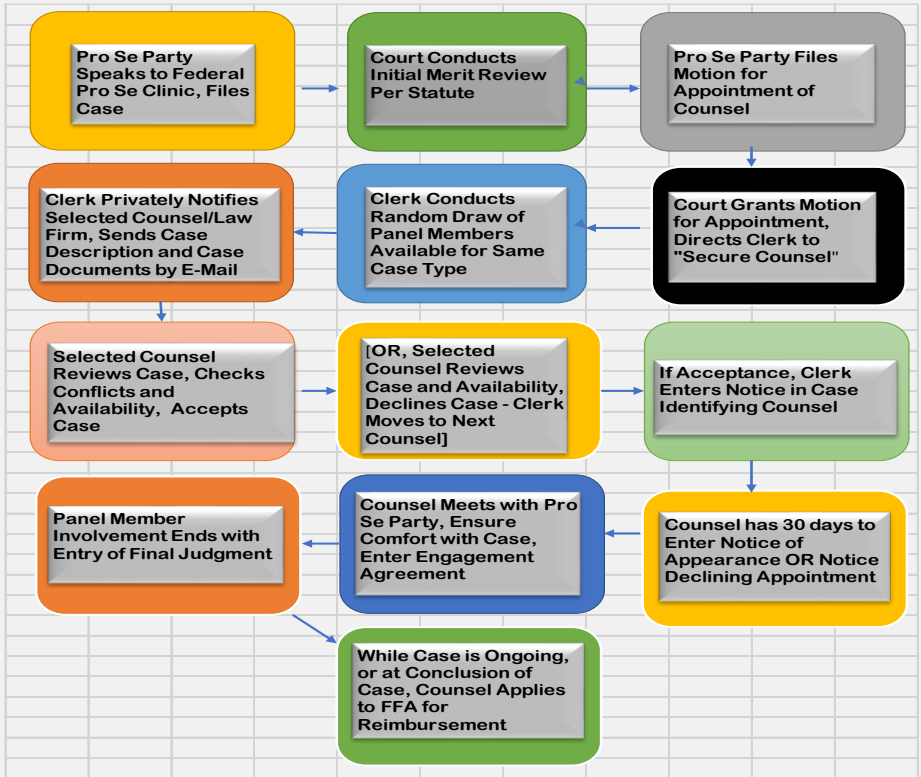 Pro Se Party
Speaks to Federal
Pro Se Clinic, Files
Case
Court Conducts
Initial Merit Review
Per Statute
Pro Se Party Files
Motion for
Appointment of
Counsel
Court Grants Motion
for Appointment,
Directs Clerk to
"Secure Counsel"
Clerk Conducts
Random Draw of
Panel Members
Available for Same
Case Type
Clerk Privately Notifies
Selected Counsel/Law
Firm, Sends Case
Description and Case
Documents by E-Mail
Selected Counsel
Reviews Case, Checks
Conflicts and
Availability, Accepts
Case
[OR, Selected
Counsel Reviews
Case and Availability,
Declines Case - Clerk
Moves to Next
Counsel]
If Acceptance, Clerk
Enters Notice in Case
Identifying Counsel
Counsel has 30 days to
Enter Notice of
Appearance OR Notice
Declining Appointment
Counsel Meets with Pro
Se Party, Ensure
Comfort with Case,
Enter Engagement
Agreement
Panel Member
Involvement Ends with
Entry of Final Judgment
While Case is Ongoing,
or at Conclusion of
Case, Counsel Applies
to FFA for
Reimbursement